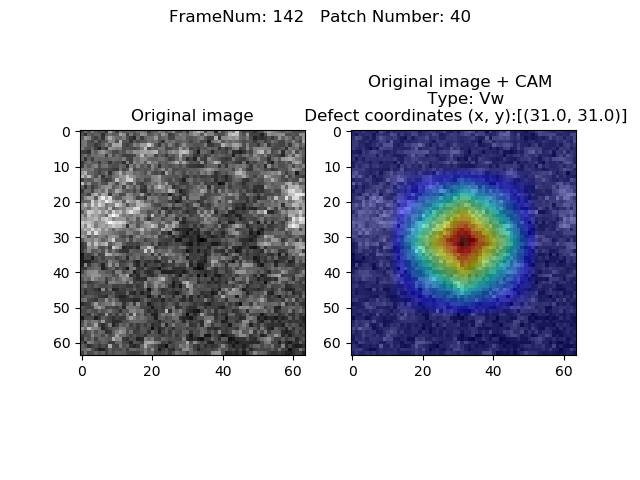 FrameNum: 142   Patch Number: 40
Original image
0
10
20
30
40
50
60
0 20 40 60
Original image + CAM
Type: Vw
Defect coordinates (x, y):[(31.0, 31.0)]
0
10
20
30
40
50
60
0 20 40 60